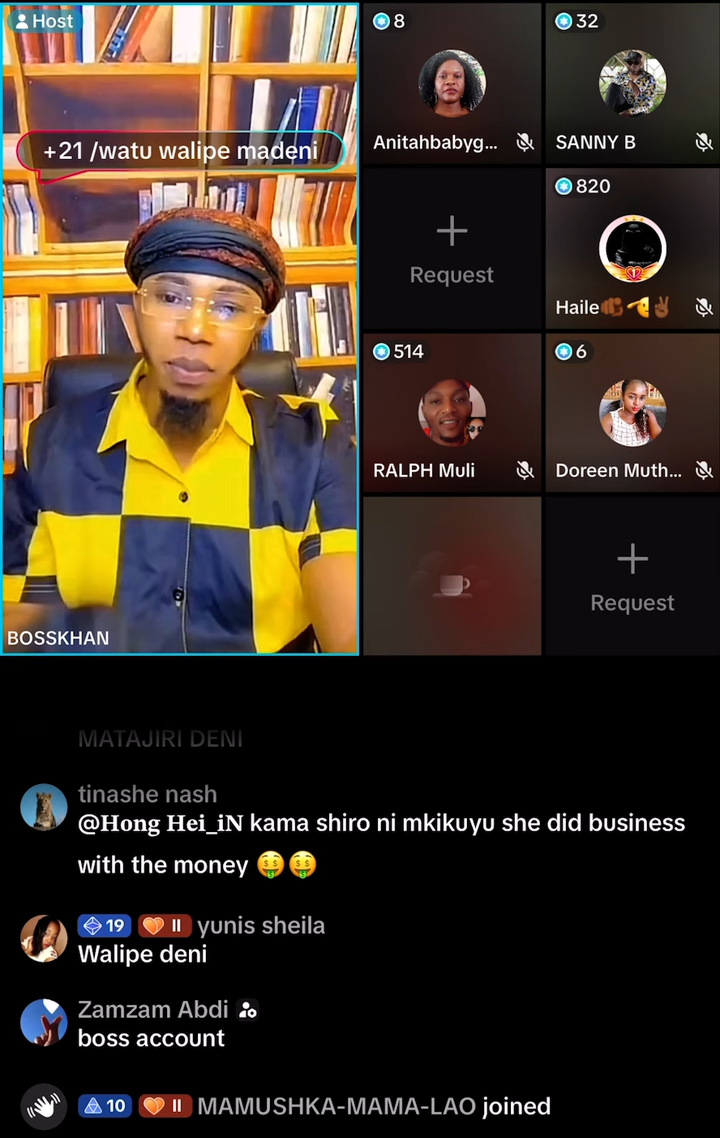 Host
+21 /watu walipe madeni
BOSSKHAN
8
Anitahbabyg...
32
SANNY B
Request
820
Haile
514
RALPH Muli
6
Doreen Muth...
Request
MATAJIRI DENI
tinashe nash
@Hong Hei_iN kama shiro ni mkikuyu she did business
with the money 🤑🤑
19 II yunis sheila
Walipe deni
Zamzam Abdi
boss account
10 II MAMUSHKA-MAMA-LAO joined